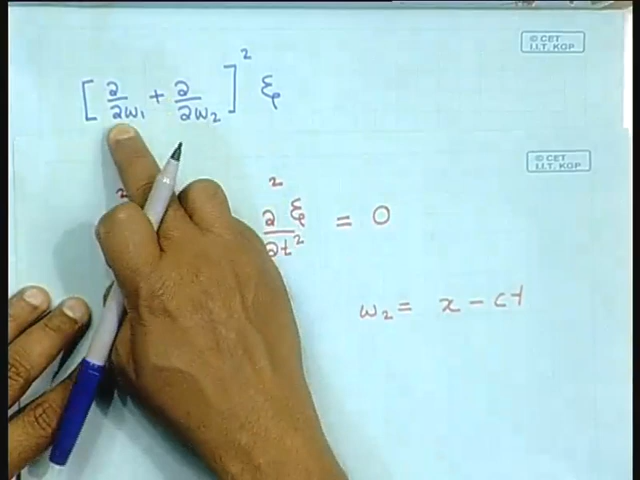 © CET
I.I.T. KGP
[ ∂/∂w₁ + ∂/∂w₂ ]² ξ
© CET
I.I.T. KGP
∂²ξ/∂t² = 0
w₂ = x - ct